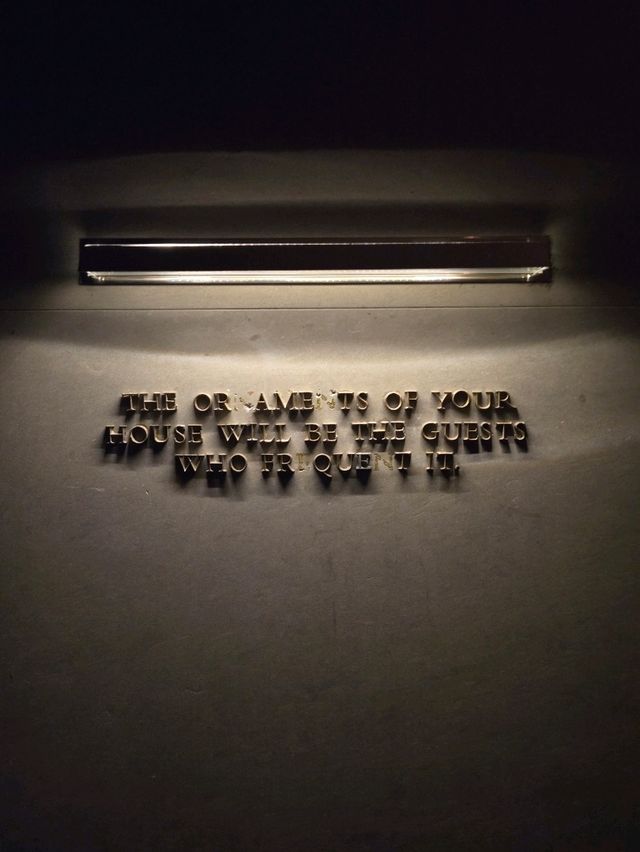 THE ORNAMENTS OF YOUR
HOUSE WILL BE THE GUESTS
WHO FREQUENT IT.